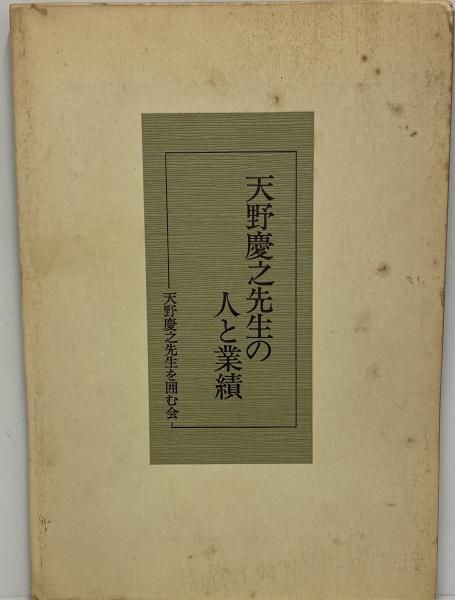 天野慶之先生の
人と業績
天野慶之先生を囲む会